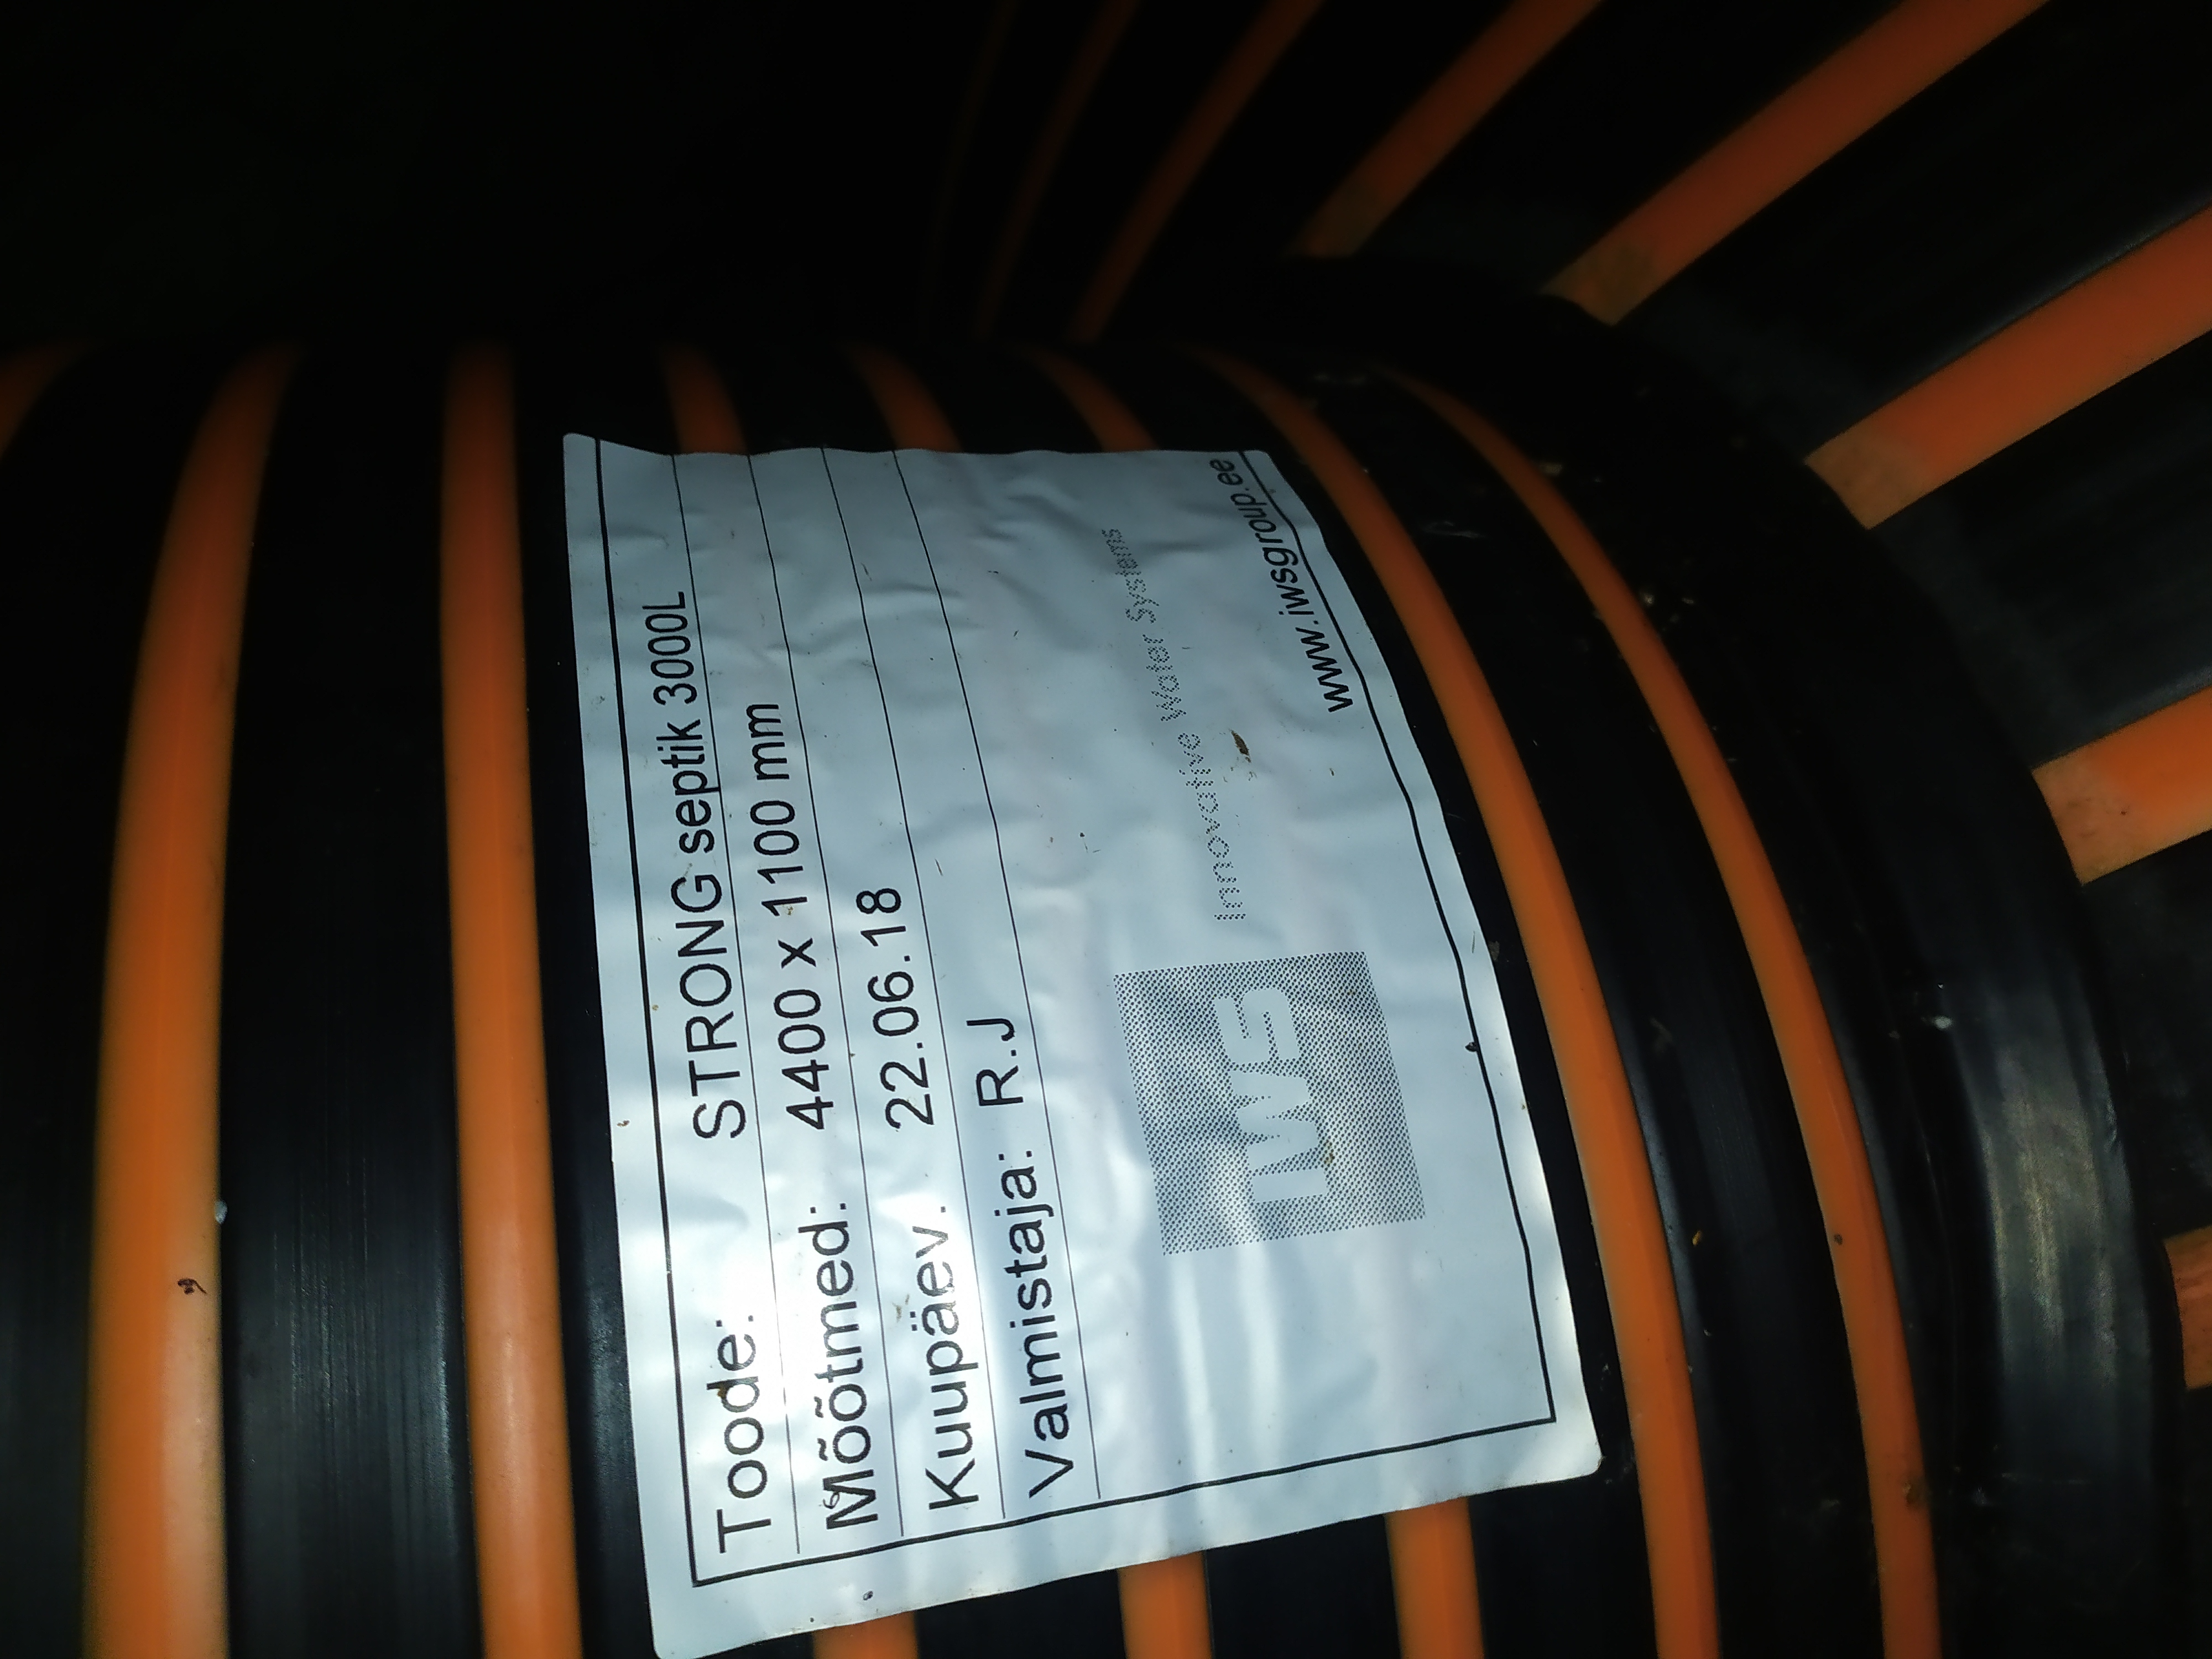 Toode: STRONG septik 3000L
Mõõtmed: 4400 x 1100 mm
Kuupäev. 22.06.18
Valmistaja: R.J
IWS Innovative Water Systems
www.iwsgroup.ee